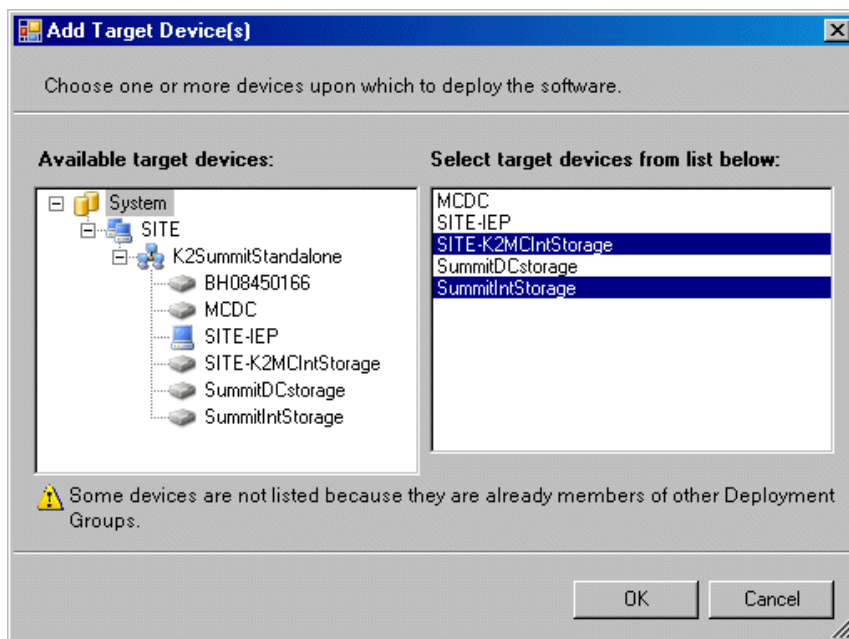 Add Target Device(s)
Choose one or more devices upon which to deploy the software.
Available target devices:
Select target devices from list below:
System
SITE
K2SummitStandalone
BH08450166
MCDC
SITE-IEP
SITE-K2MCIntStorage
SummitDCstorage
SummitIntStorage
MCDC
SITE-IEP
SITE-K2MCIntStorage
SummitDCstorage
SummitIntStorage
Some devices are not listed because they are already members of other Deployment
Groups.
OK
Cancel